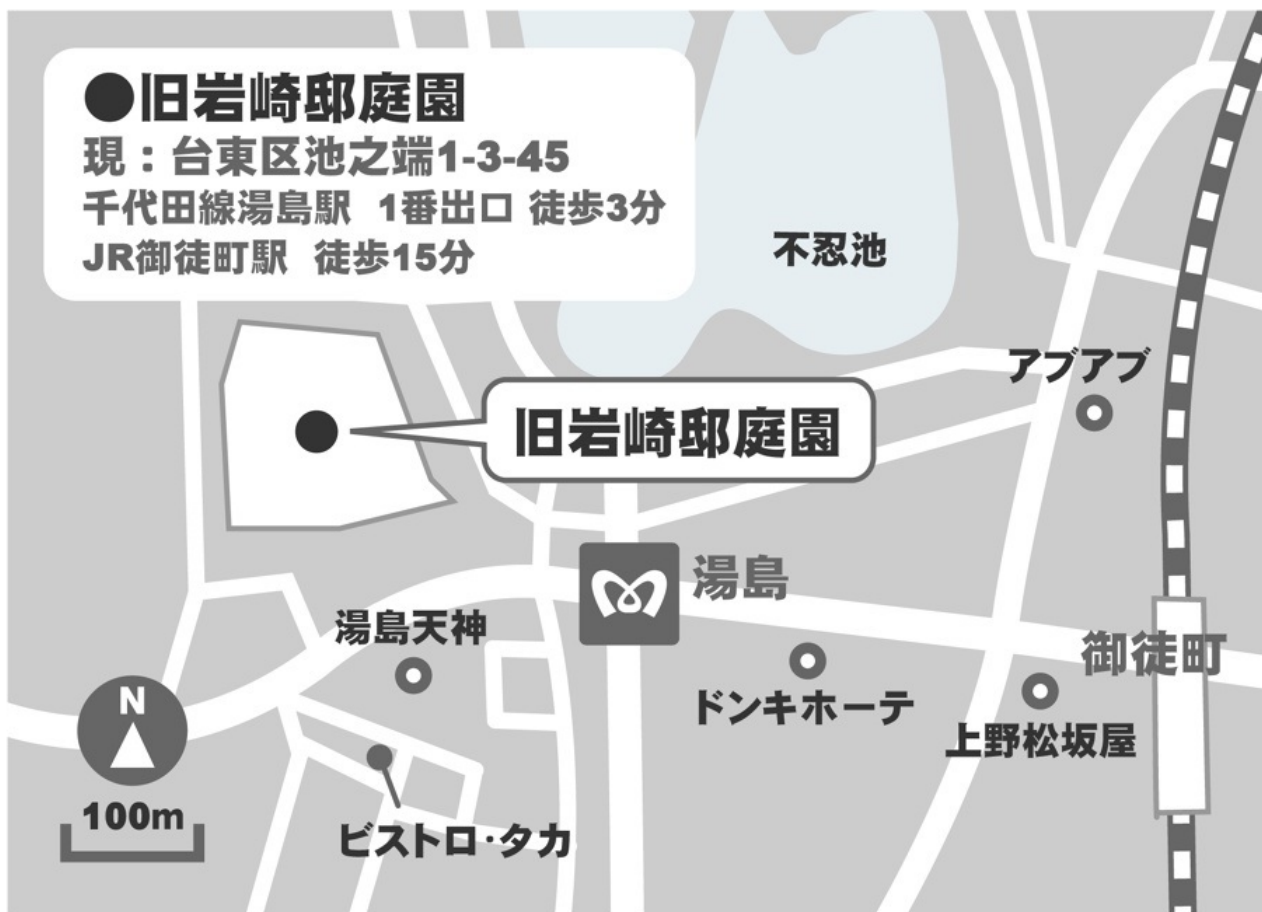 ●旧岩崎邸庭園
現：台東区池之端1-3-45
千代田線湯島駅 1番出口 徒歩3分
JR御徒町駅 徒歩15分
不忍池
アブアブ
旧岩崎邸庭園
湯島
湯島天神
御徒町
ドンキホーテ
上野松坂屋
N
100m
ビストロ・タカ